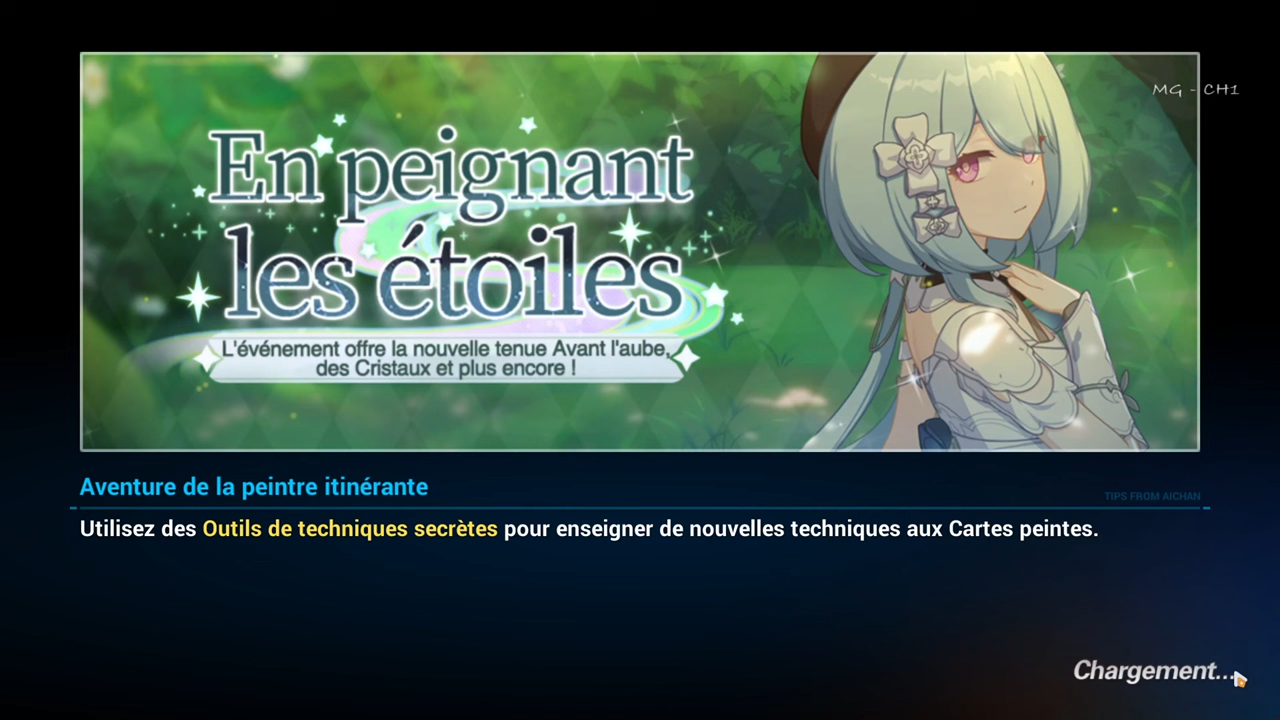 MG - CH1
En peignant
les étoiles
L'événement offre la nouvelle tenue Avant l'aube,
des Cristaux et plus encore !
Aventure de la peintre itinérante
TIPS FROM AICHAN
Utilisez des Outils de techniques secrètes pour enseigner de nouvelles techniques aux Cartes peintes.
Chargement...